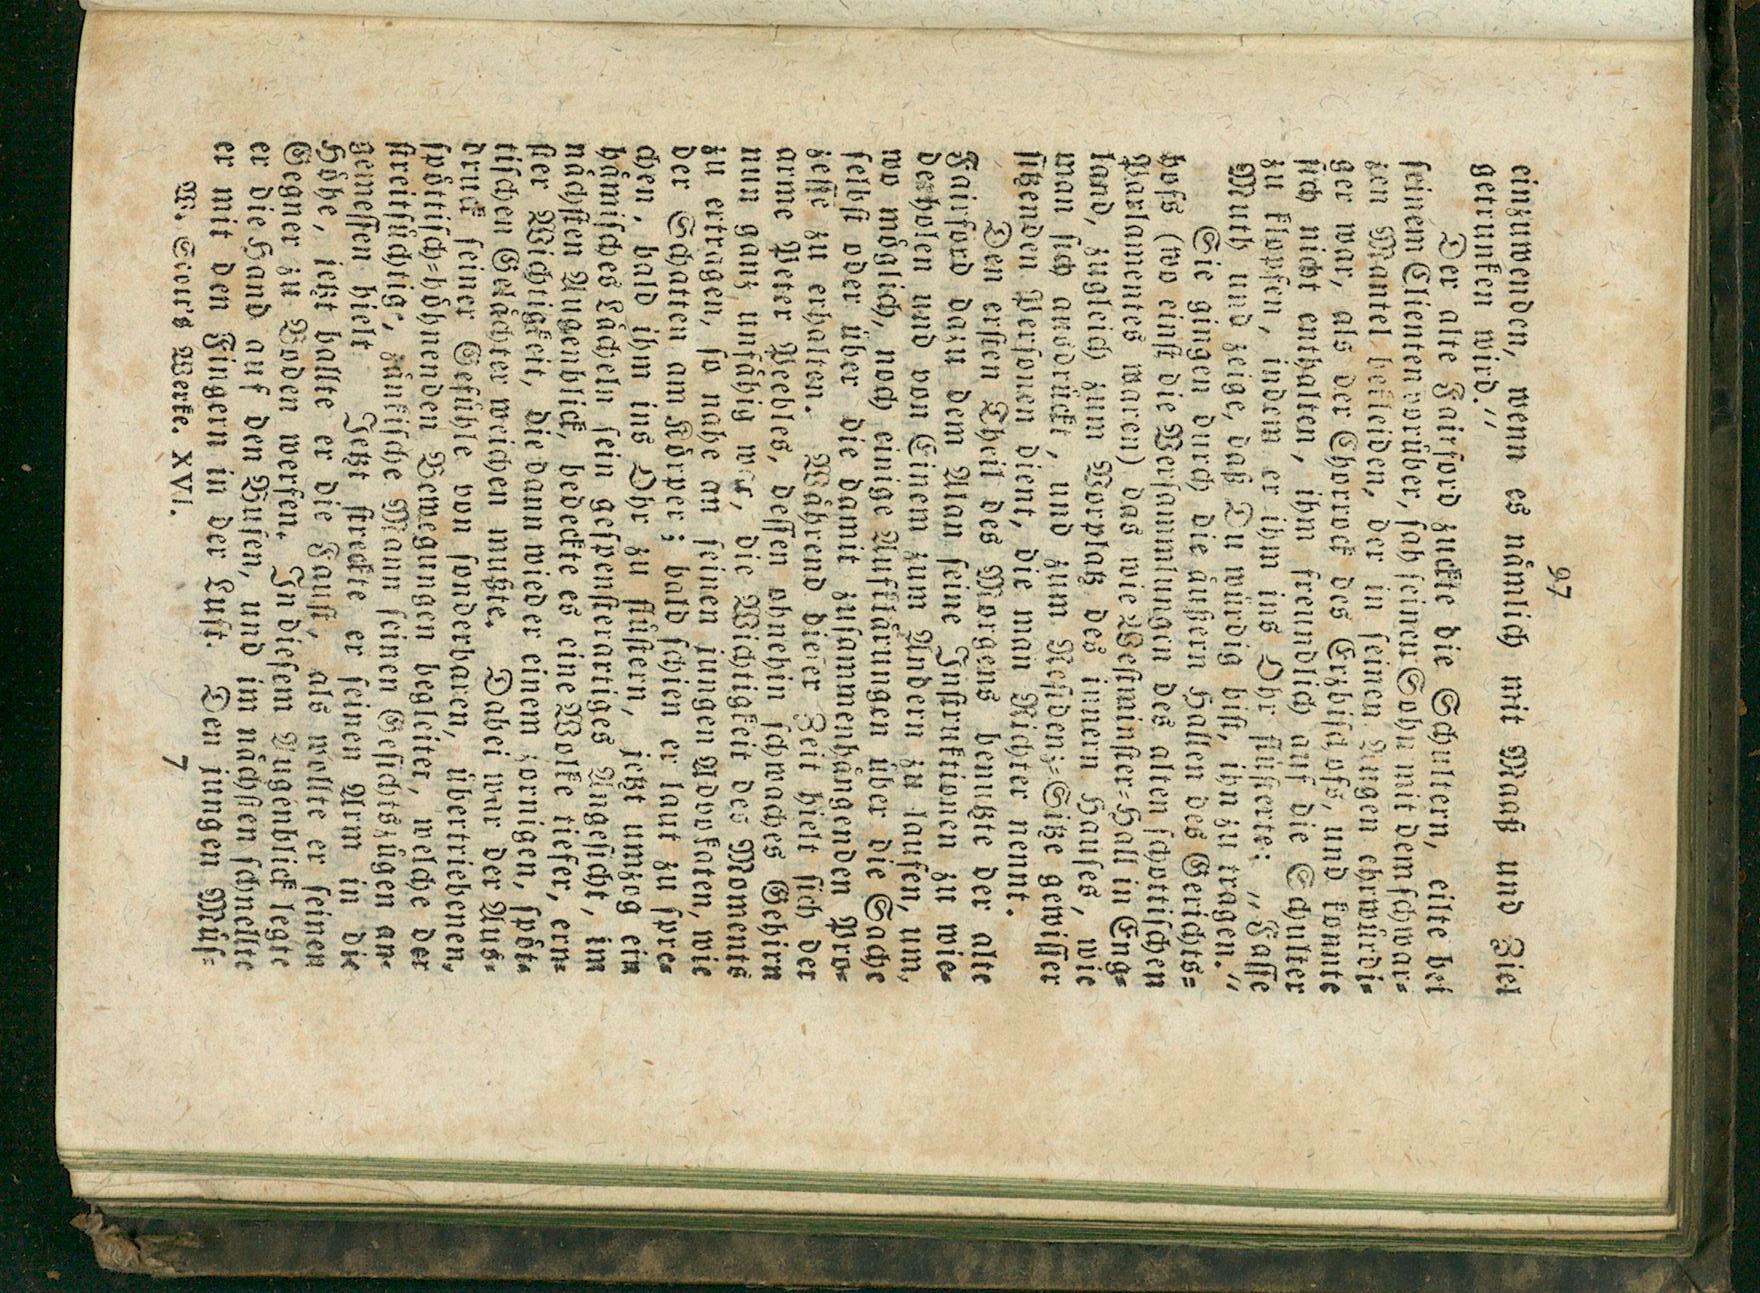 97
einzuwenden, wenn es nämlich mit Maaß und Ziel
getrunken wird.“
Der alte Fairford zuckte die Schultern, eilte bei
seinem Clienten vorüber, sah seinen Sohn mit dem schwar-
zen Mantel bekleiden, der in seinen Augen ehrwürdi-
ger war, als der Chorrock des Erzbischofs, und konnte
sich nicht enthalten, ihm freundlich auf die Schulter
zu klopfen, indem er ihm ins Ohr flüsterte: „Fasse
Muth und zeige, daß Du würdig bist, ihn zu tragen.“
Sie gingen durch die äußern Hallen des Gerichts-
hofs (wo einst die Versammlungen des alten schottischen
Parlamentes waren) das wie Westminster-Hall in Eng-
land, zugleich zum Vorplatz des innern Hauses, wie
man sich ausdrückt, und zum Residenz-Sitze gewisser
sitzenden Personen dient, die man Richter nennt.
Den ersten Theil des Morgens benutzte der alte
Fairford dazu dem Alan seine Instruktionen zu wie-
derholen und von Einem zum Andern zu laufen, um,
wo möglich, noch einige Aufklärungen über die Sache
selbst oder über die damit zusammenhängenden Pro-
zesse zu erhalten. Während dieser Zeit hielt sich der
arme Peter Peebles, dessen ohnehin schwaches Gehirn
nun ganz unfähig war, die Wichtigkeit des Moments
zu ertragen, so nahe an seinen jungen Advokaten, wie
der Schatten am Körper; bald schien er laut zu spre-
chen, bald ihm ins Ohr zu flüstern, jetzt umzog ein
hämisches Lächeln sein gespensterartiges Angesicht, im
nächsten Augenblick, bedeckte es eine Wolke tiefer, ern-
ster Wichtigkeit, die dann wieder einem zornigen, spöt-
tischen Gelächter weichen mußte. Dabei war der Aus-
druck seiner Gefühle von sonderbaren, übertriebenen,
spöttisch-höhnenden Bewegungen begleitet, welche der
streitsüchtige, zänkische Mann seinen Gesichtszügen an-
gemessen hielt. Jetzt streckte er seinen Arm in die
Höhe, jetzt ballte er die Faust, als wollte er seinen
Gegner zu Boden werfen. In diesem Augenblick legte
er die Hand auf den Busen, und im nächsten schnellte
er mit den Fingern in der Luft. Den jungen Müs-
W. Scott's Werke. XVI. 7